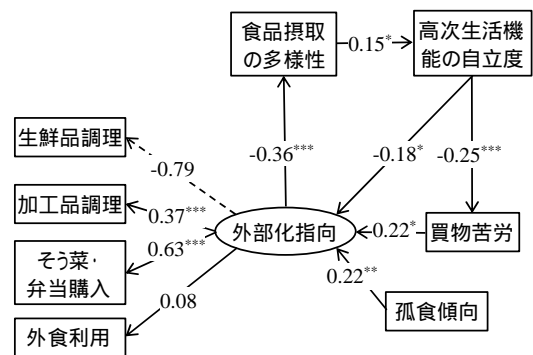 食品摂取
の多様性
0.15*
高次生活機
能の自立度
生鮮品調理
-0.79
-0.36***
-0.18*
-0.25***
加工品調理
0.37***
外部化指向
0.22*
買物苦労
そう菜・
弁当購入
0.63***
0.22**
孤食傾向
外食利用
0.08